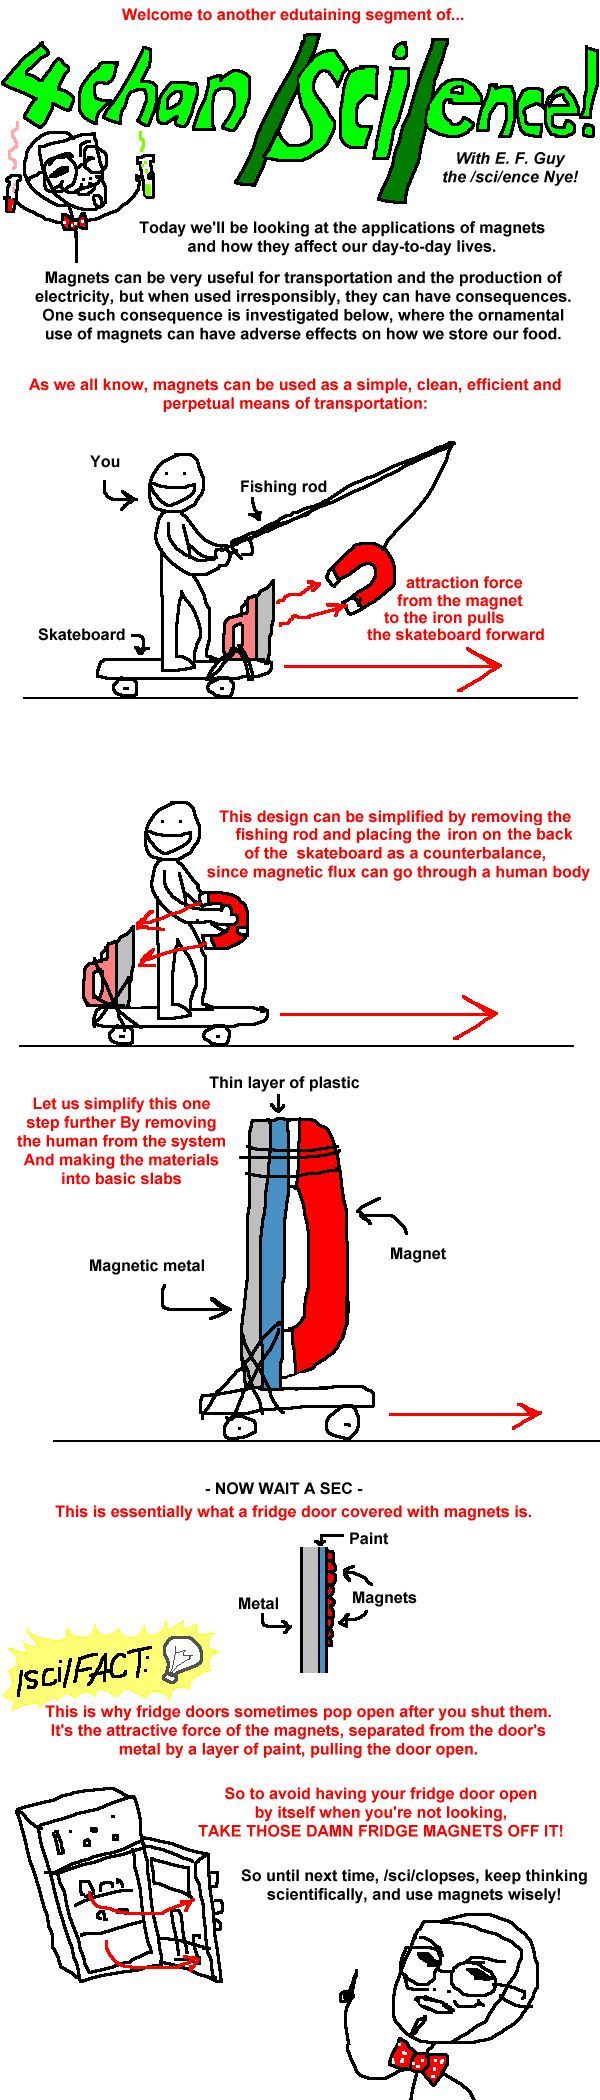 Welcome to another edutaining segment of...
4chan /sci/ence!
With E. F. Guy
the /sci/ence Nye!
Today we'll be looking at the applications of magnets
and how they affect our day-to-day lives.
Magnets can be very useful for transportation and the production of
electricity, but when used irresponsibly, they can have consequences.
One such consequence is investigated below, where the ornamental
use of magnets can have adverse effects on how we store our food.
As we all know, magnets can be used as a simple, clean, efficient and
perpetual means of transportation:
You
Fishing rod
attraction force
from the magnet
to the iron pulls
the skateboard forward
Skateboard
This design can be simplified by removing the
fishing rod and placing the iron on the back
of the skateboard as a counterbalance,
since magnetic flux can go through a human body
Thin layer of plastic
Let us simplify this one
step further By removing
the human from the system
And making the materials
into basic slabs
Magnet
Magnetic metal
- NOW WAIT A SEC -
This is essentially what a fridge door covered with magnets is.
Paint
Metal
Magnets
/sci/FACT:
This is why fridge doors sometimes pop open after you shut them.
It's the attractive force of the magnets, separated from the door's
metal by a layer of paint, pulling the door open.
So to avoid having your fridge door open
by itself when you're not looking,
TAKE THOSE DAMN FRIDGE MAGNETS OFF IT!
So until next time, /sci/clopses, keep thinking
scientifically, and use magnets wisely!